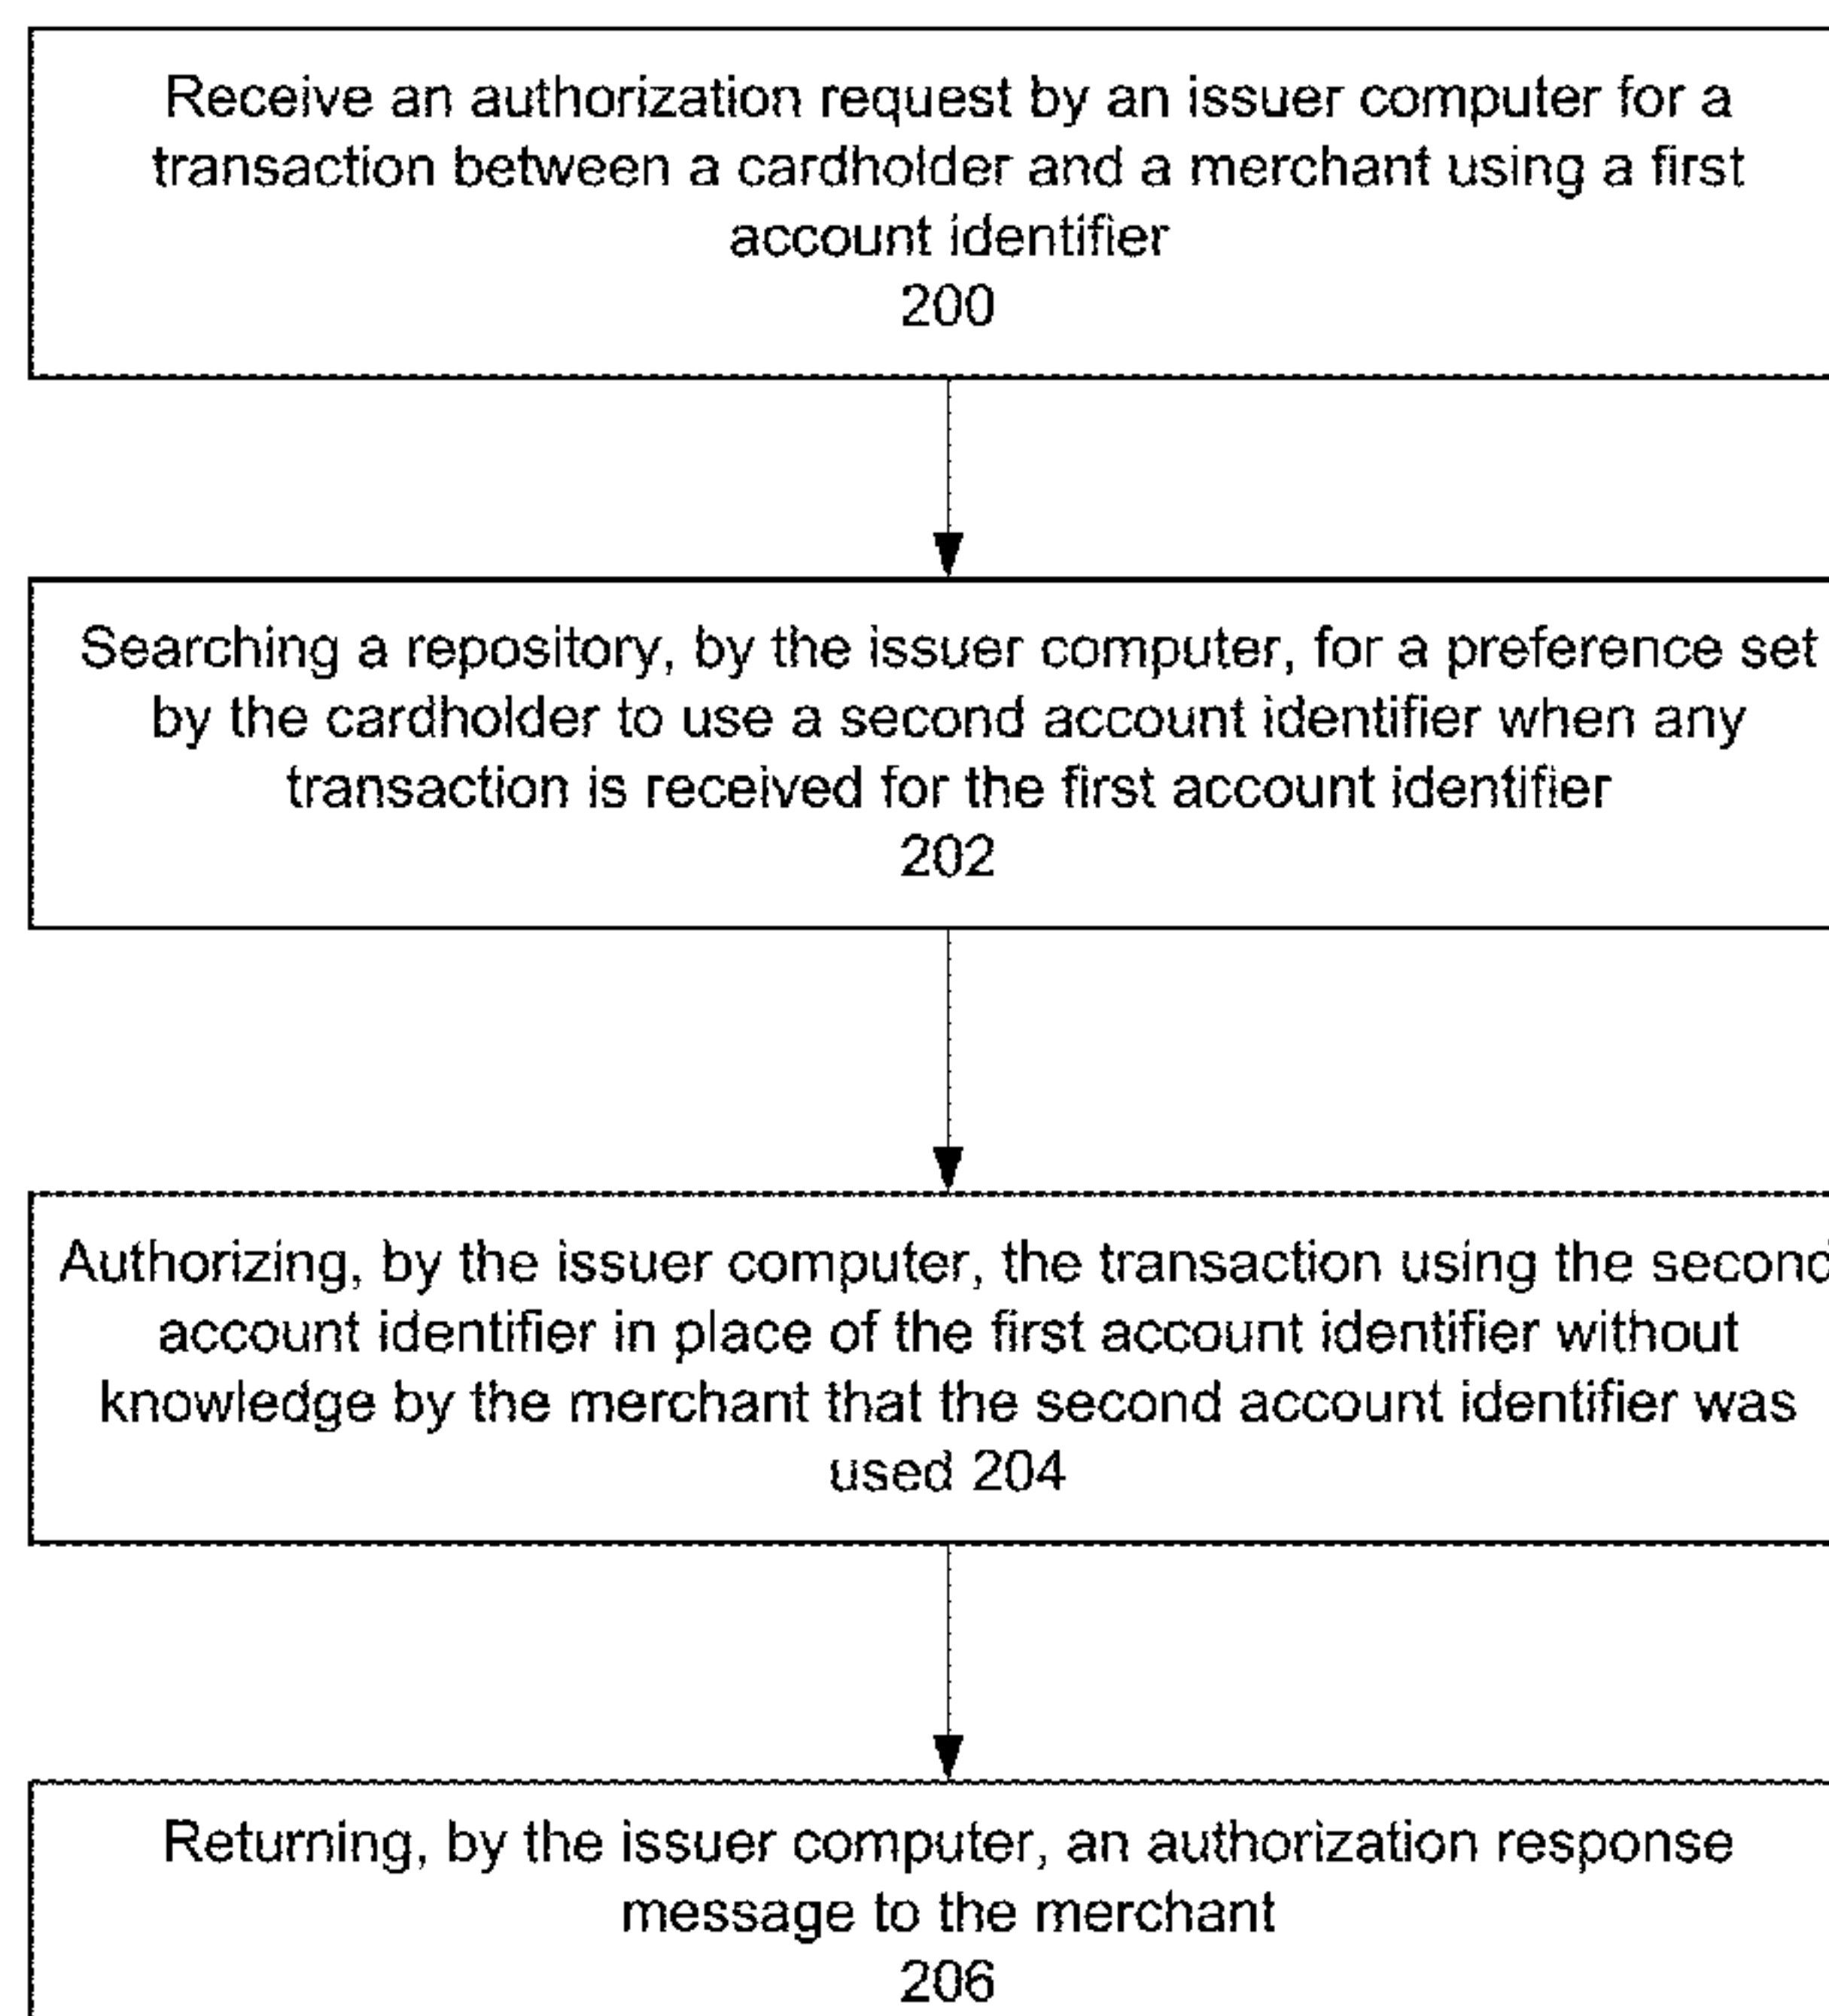 Receive an authorization request by an issuer computer for a
transaction between a cardholder and a merchant using a first
account identifier
200
Searching a repository, by the issuer computer, for a preference set
by the cardholder to use a second account identifier when any
transaction is received for the first account identifier
202
Authorizing, by the issuer computer, the transaction using the second
account identifier in place of the first account identifier without
knowledge by the merchant that the second account identifier was
used 204
Returning, by the issuer computer, an authorization response
message to the merchant
206